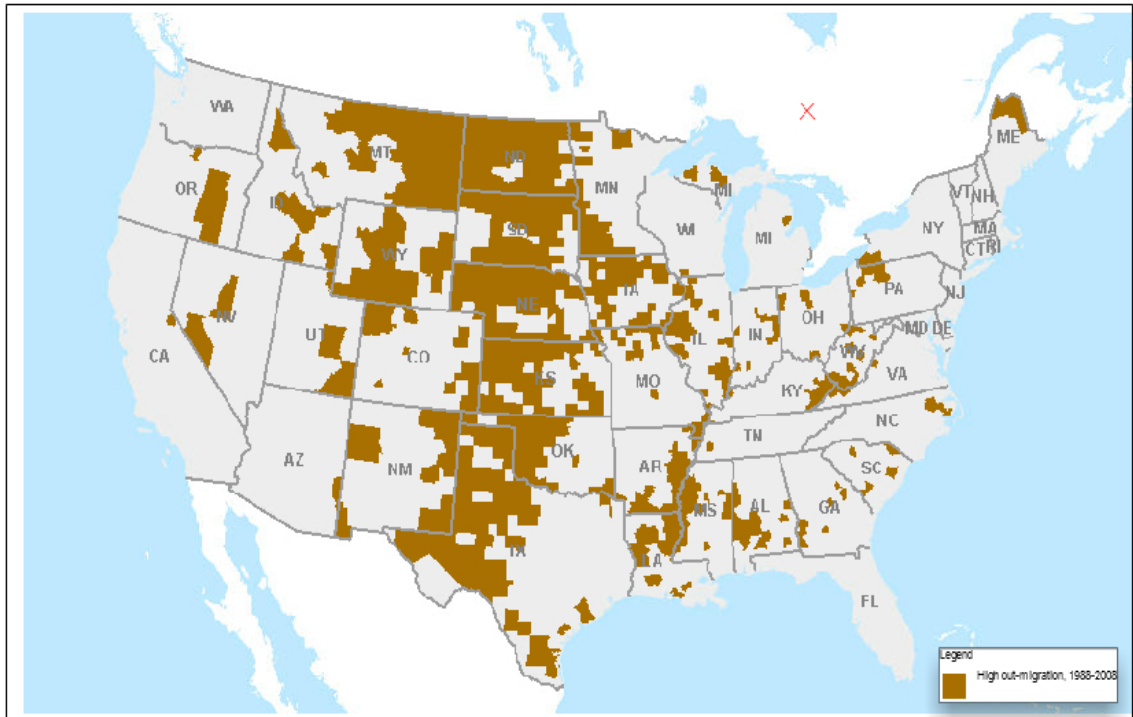 WA
ME
MT
ND
OR
MN
MI
VT
NH
ID
SD
WI
MI
NY
MA
WY
CT
RI
IA
PA
NE
NJ
NV
UT
IL
IN
OH
MD
DE
CA
CO
WV
KS
MO
VA
KY
NC
TN
OK
AZ
NM
AR
SC
MS
AL
GA
TX
LA
FL
Legend
High out-migration, 1988-2008